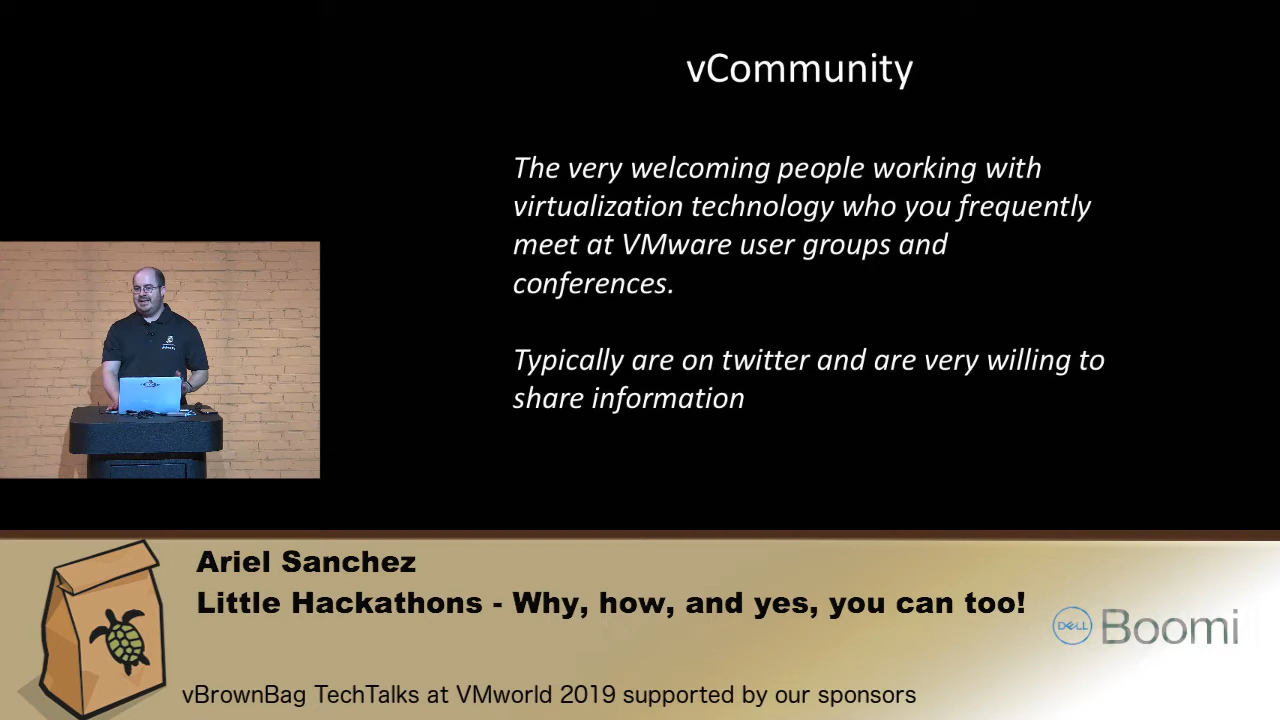 vCommunity
The very welcoming people working with
virtualization technology who you frequently
meet at VMware user groups and
conferences.
Typically are on twitter and are very willing to
share information
Ariel Sanchez
Little Hackathons - Why, how, and yes, you can too!
DELL Boomi
vBrownBag TechTalks at VMworld 2019 supported by our sponsors